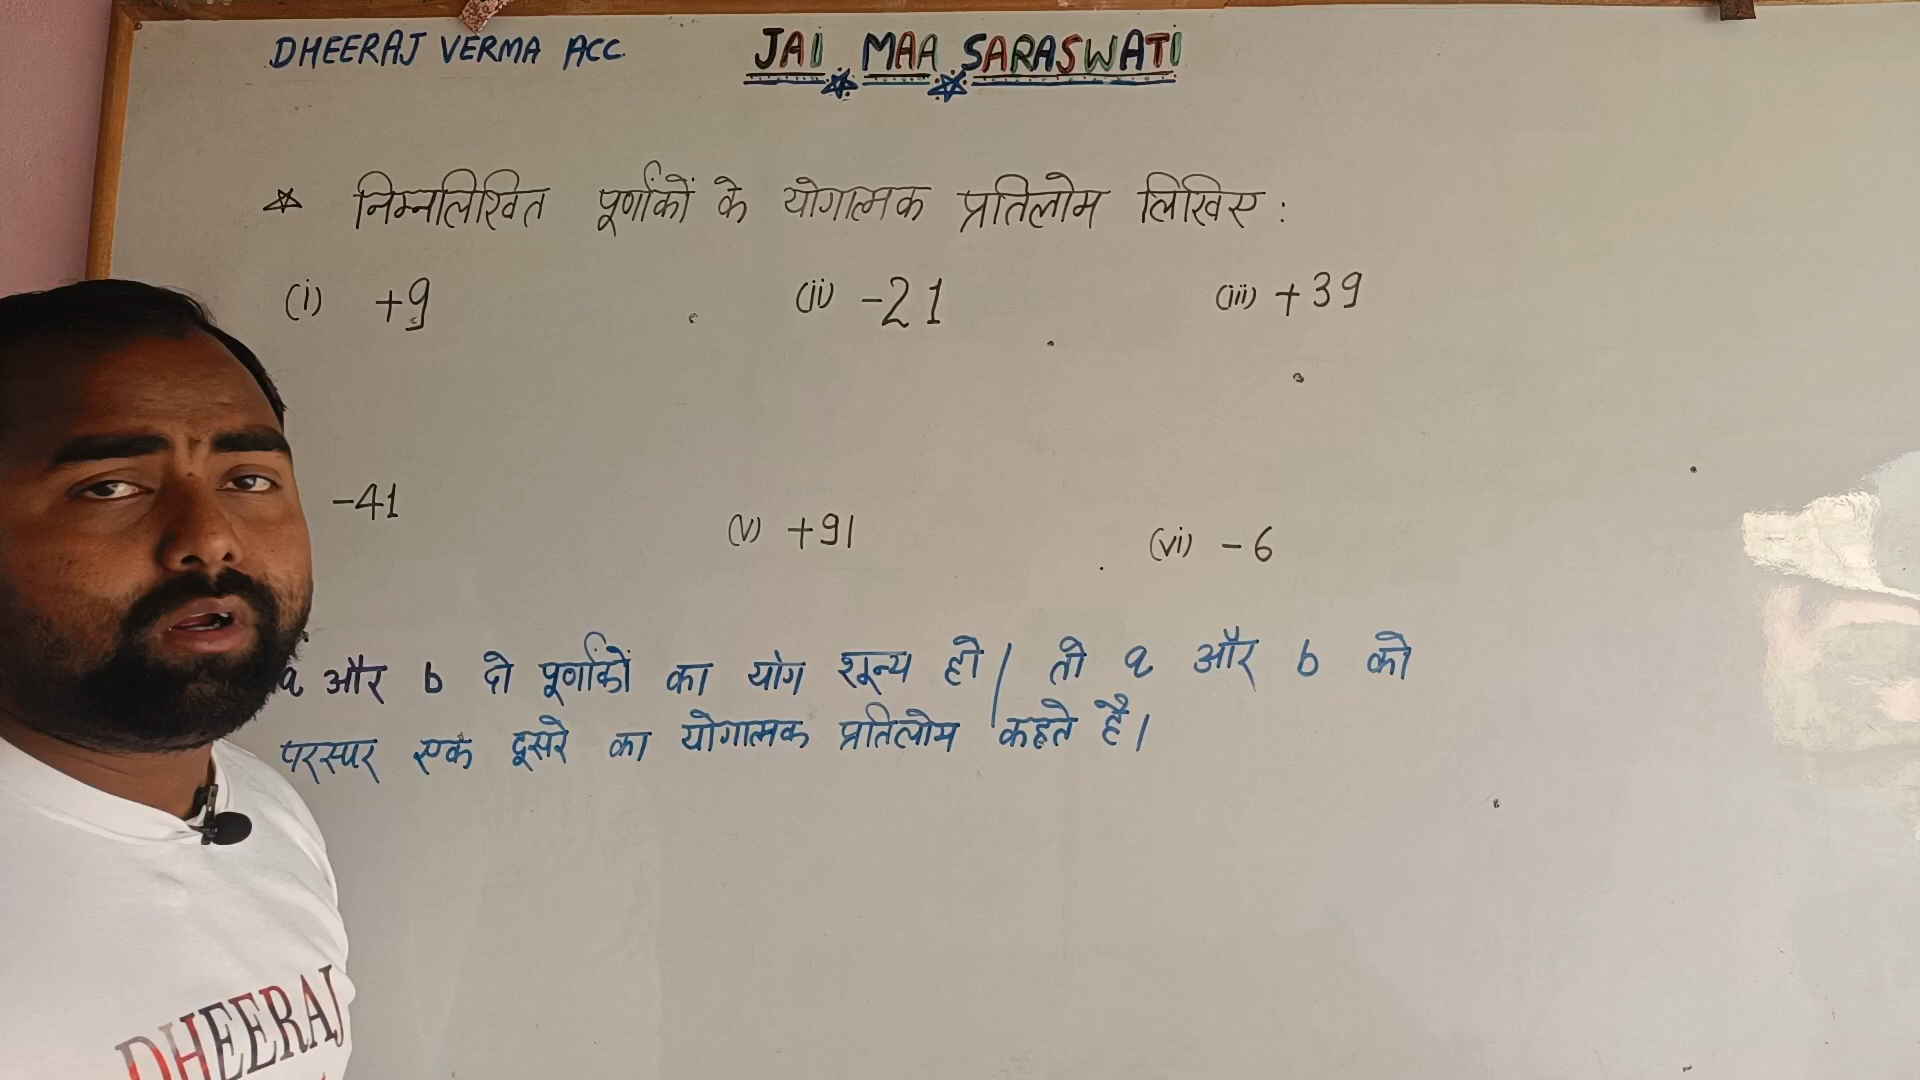 DHEERAJ VERMA ACC. JAI MAA SARASWATI
निम्नलिखित पूर्णांकों के योगात्मक प्रतिलोम लिखिए :
(i) +9 (ii) -21 (iii) +39
-41 (v) +91 (vi) -6
a और b दो पूर्णांकों का योग शून्य हो / तो a और b को
परस्पर एक दूसरे का योगात्मक प्रतिलोम कहते है।
DHEERAJ